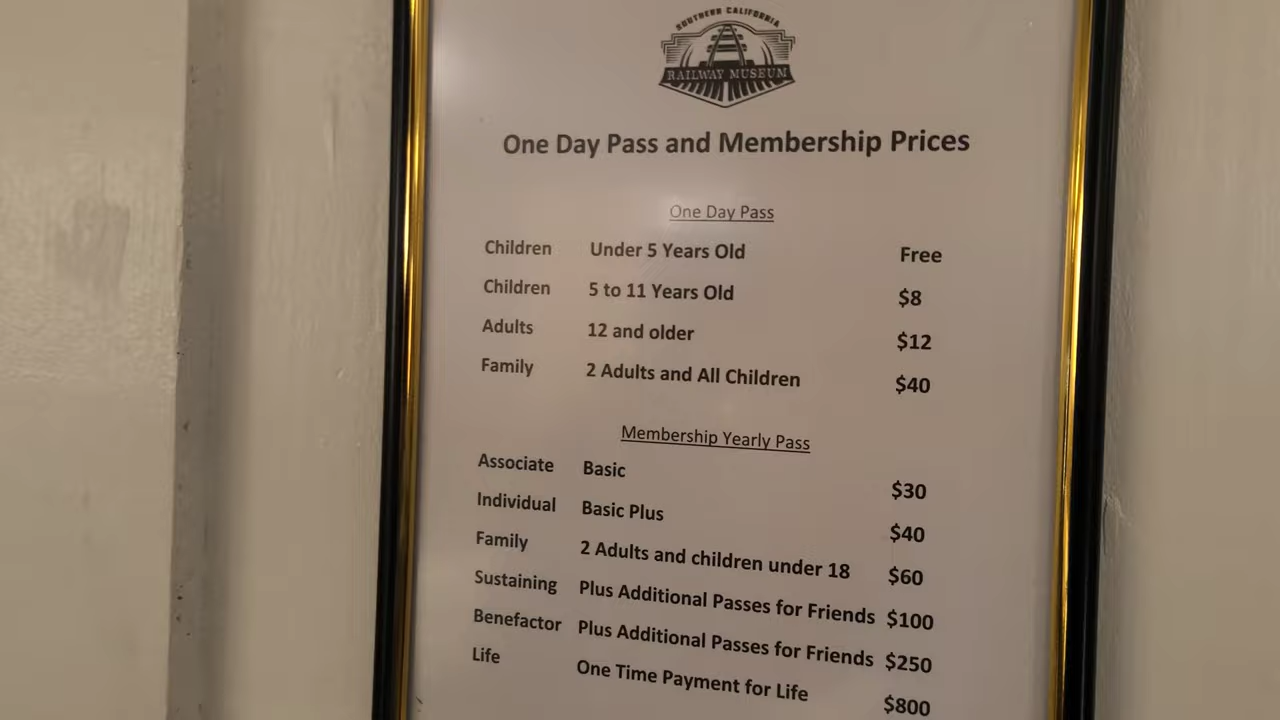 SOUTHERN CALIFORNIA
RAILWAY MUSEUM
One Day Pass and Membership Prices
One Day Pass
Children Under 5 Years Old Free
Children 5 to 11 Years Old $8
Adults 12 and older $12
Family 2 Adults and All Children $40
Membership Yearly Pass
Associate Basic $30
Individual Basic Plus $40
Family 2 Adults and children under 18 $60
Sustaining Plus Additional Passes for Friends $100
Benefactor Plus Additional Passes for Friends $250
Life One Time Payment for Life $800